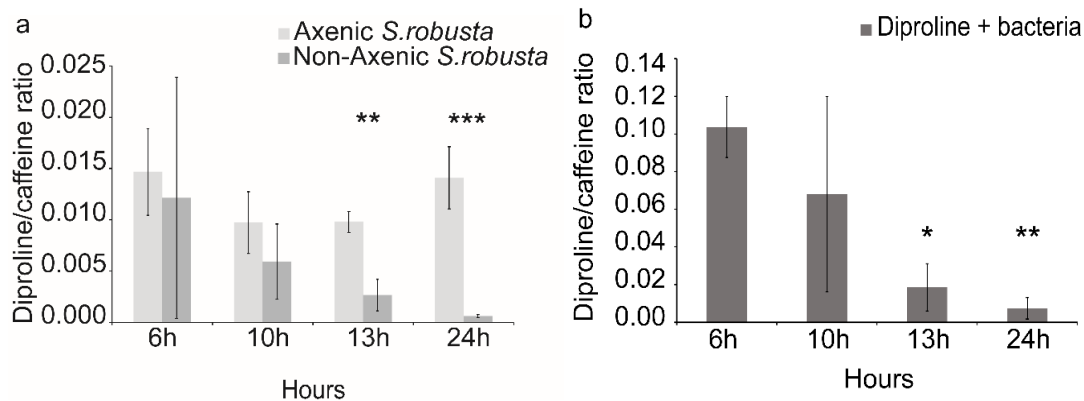 a
Axenic S.robusta
Non-Axenic S.robusta
Diproline/caffeine ratio
0.025
0.020
0.015
0.010
0.005
0.000
** ***
6h 10h 13h 24h
Hours
b
Diproline + bacteria
Diproline/caffeine ratio
0.14
0.12
0.10
0.08
0.06
0.04
0.02
0.00
* **
6h 10h 13h 24h
Hours